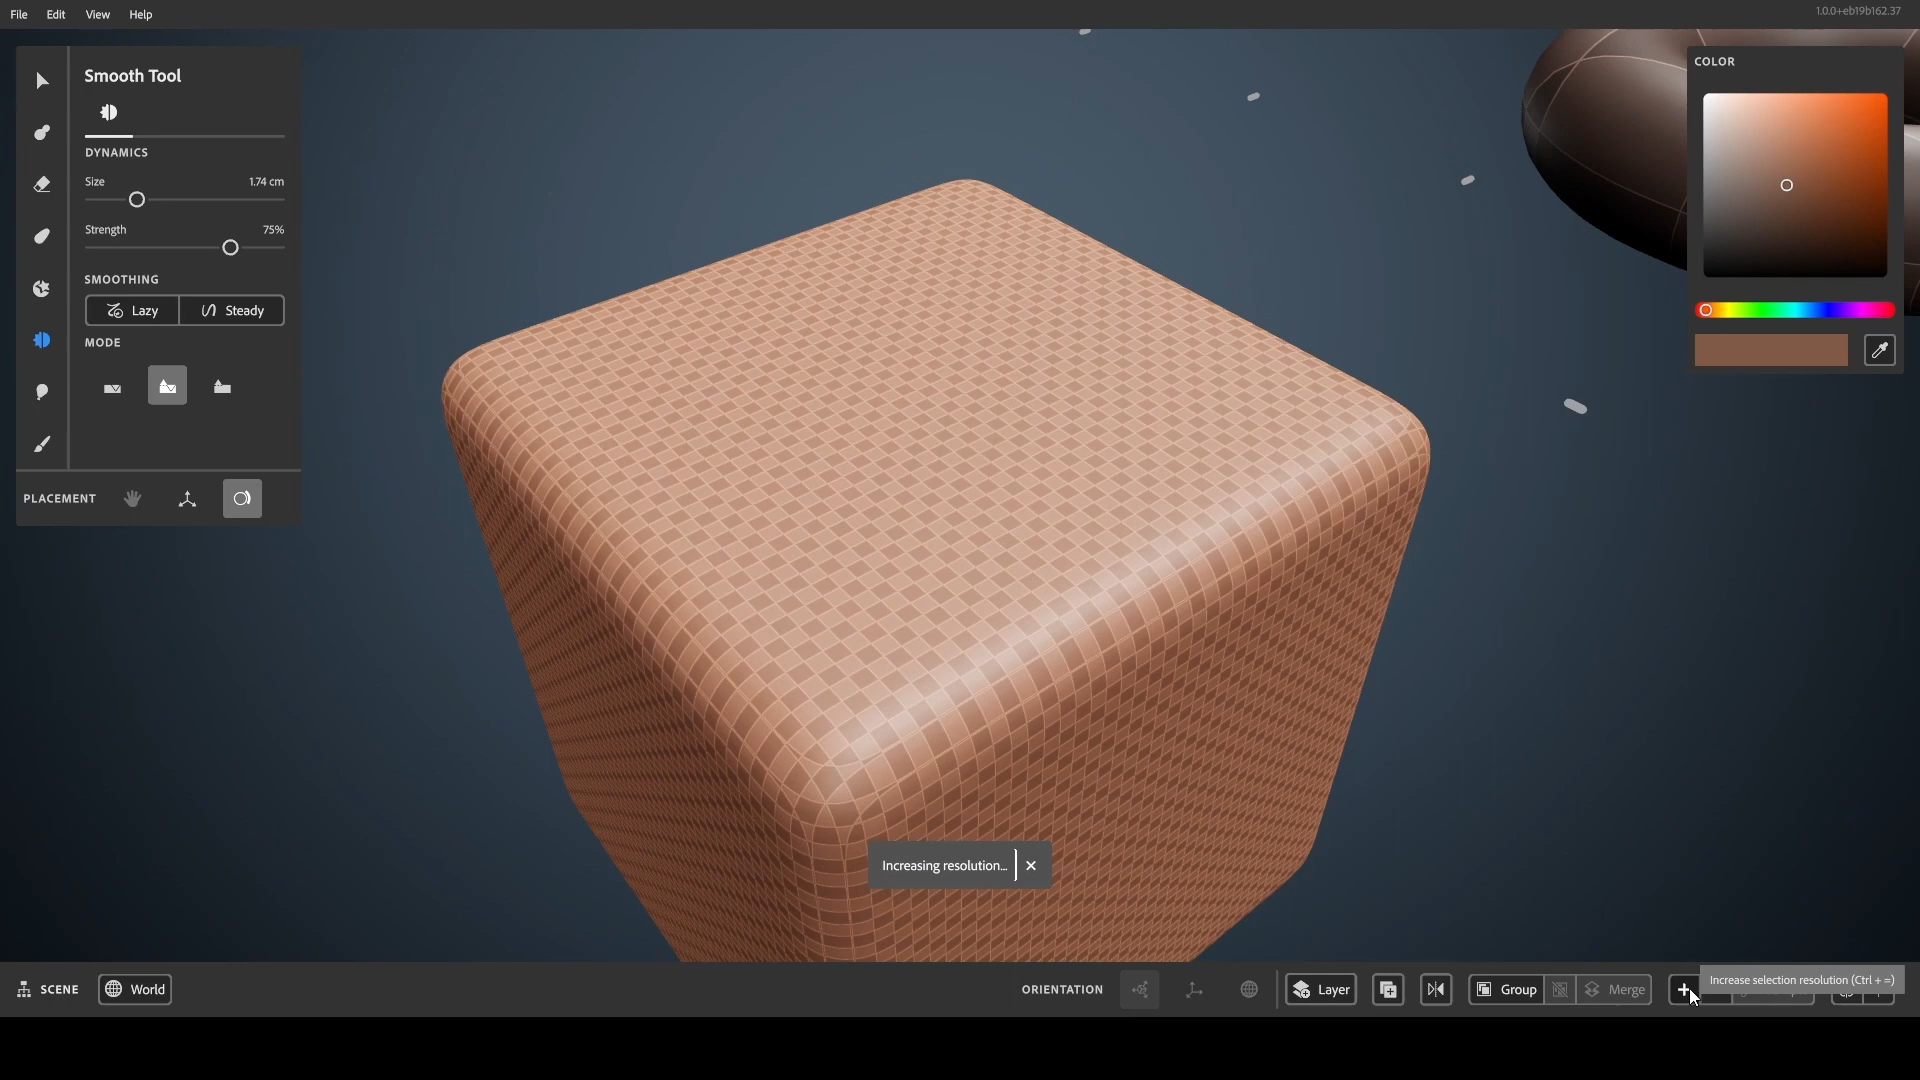 File Edit View Help
1.0.0+eb19b162.37
Smooth Tool
DYNAMICS
Size 1.74 cm
Strength 75%
SMOOTHING
Lazy Steady
MODE
PLACEMENT
COLOR
Increasing resolution...
Increase selection resolution (Ctrl + =)
SCENE World ORIENTATION Layer Group Merge